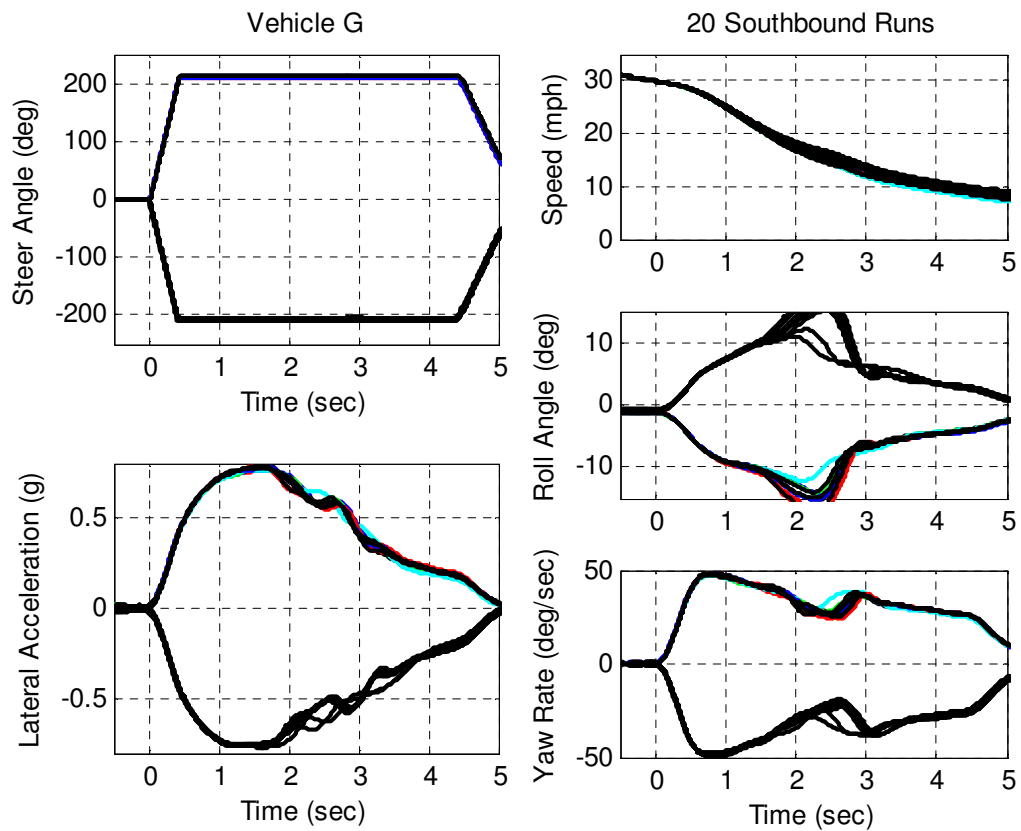 Vehicle G
20 Southbound Runs
Steer Angle (deg)
200
100
0
-100
-200
0 1 2 3 4 5
Time (sec)
Speed (mph)
30
20
10
0
0 1 2 3 4 5
Roll Angle (deg)
10
0
-10
0 1 2 3 4 5
Lateral Acceleration (g)
0.5
0
-0.5
0 1 2 3 4 5
Time (sec)
Yaw Rate (deg/sec)
50
0
-50
0 1 2 3 4 5
Time (sec)